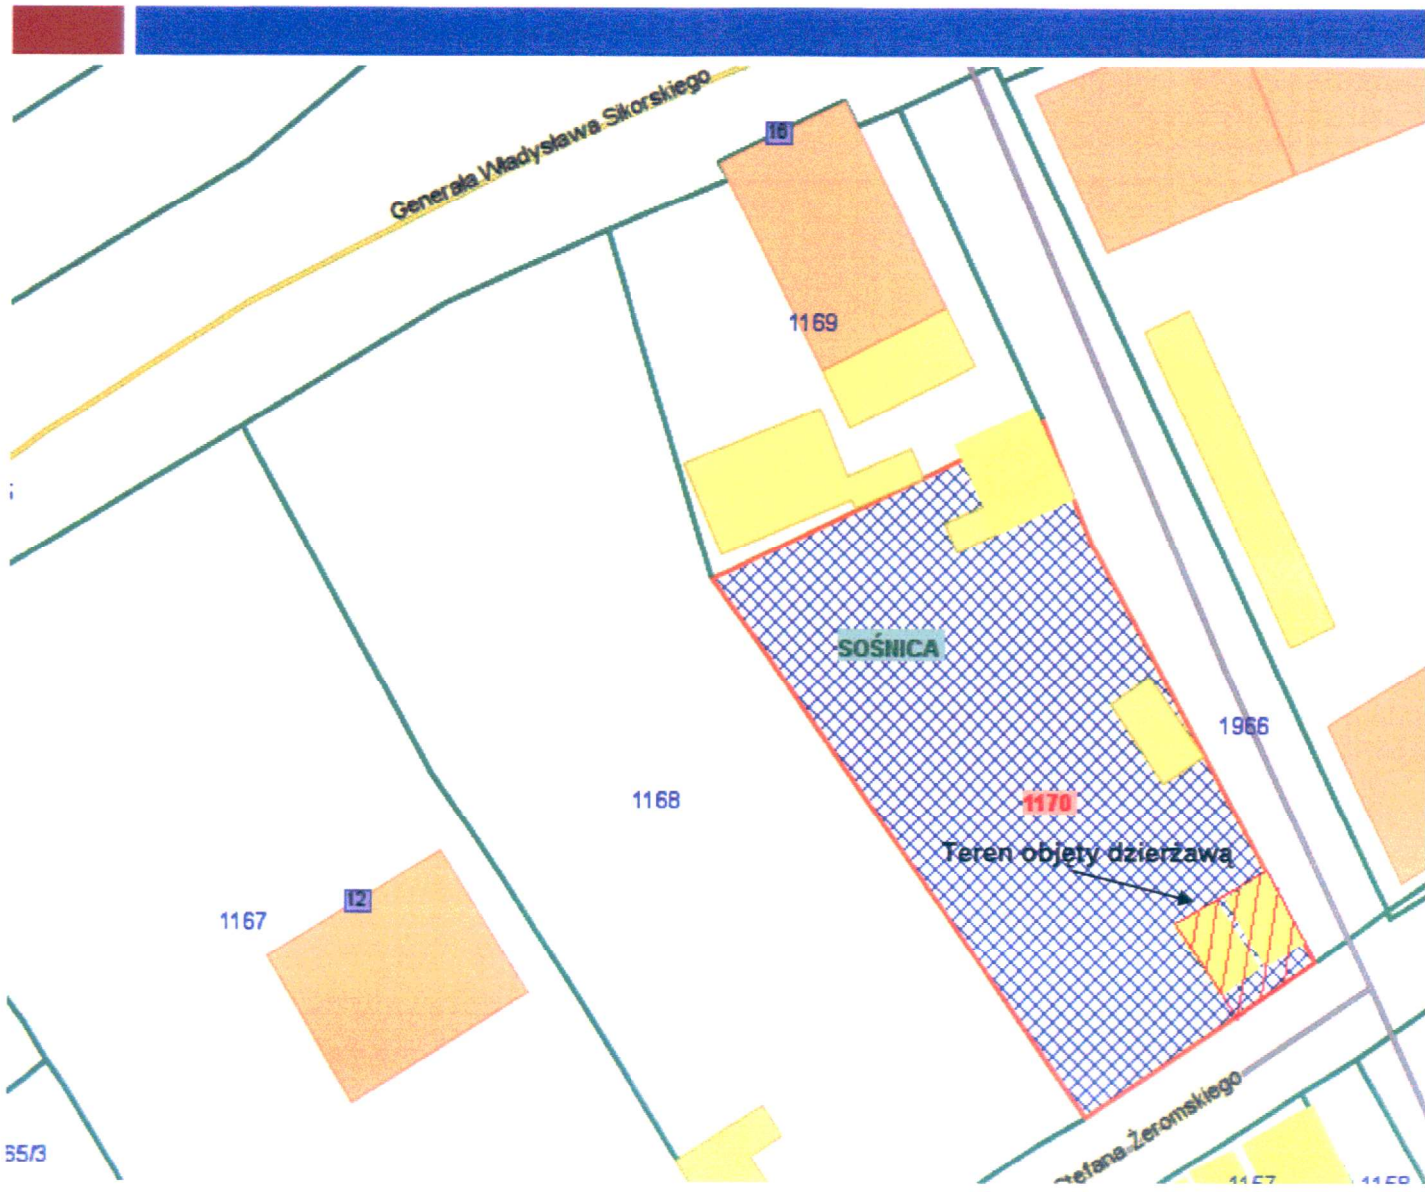 Generała Władysława Sikorskiego
16
1169
SOŚNICA
1966
1168
1170
Teren objęty dzierżawą
12
1167
65/3
Stefana Żeromskiego
1157
1158